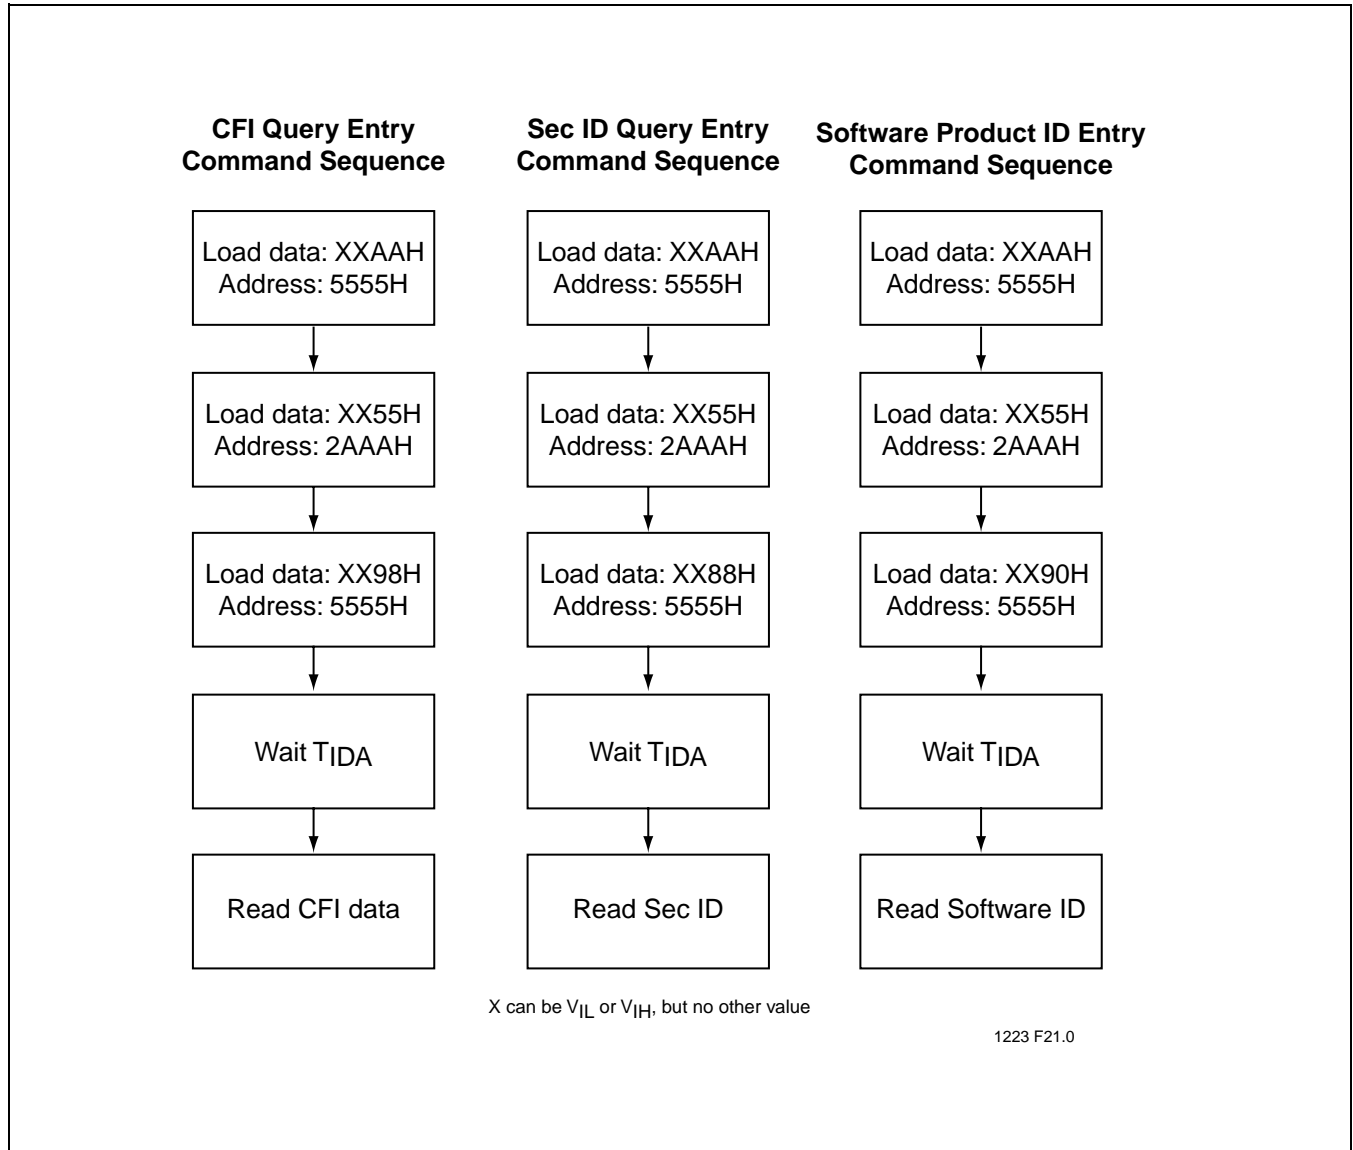 CFI Query Entry
Command Sequence
Load data: XXAAH
Address: 5555H
Load data: XX55H
Address: 2AAAH
Load data: XX98H
Address: 5555H
Wait TIDA
Read CFI data
Sec ID Query Entry
Command Sequence
Load data: XXAAH
Address: 5555H
Load data: XX55H
Address: 2AAAH
Load data: XX88H
Address: 5555H
Wait TIDA
Read Sec ID
Software Product ID Entry
Command Sequence
Load data: XXAAH
Address: 5555H
Load data: XX55H
Address: 2AAAH
Load data: XX90H
Address: 5555H
Wait TIDA
Read Software ID
X can be VIL or VIH, but no other value
1223 F21.0